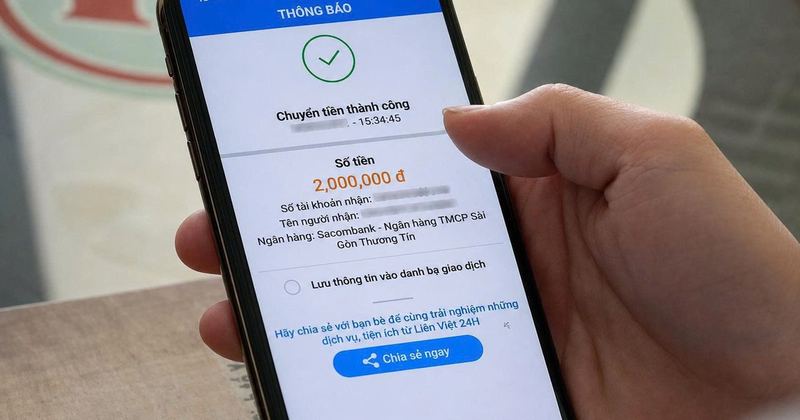 THÔNG BÁO
Chuyển tiền thành công
- 15:34:45
Số tiền
2,000,000 đ
Số tài khoản nhận:
Tên người nhận:
Ngân hàng: Sacombank - Ngân hàng TMCP Sài
Gòn Thương Tín
Lưu thông tin vào danh bạ giao dịch
Hãy chia sẻ với bạn bè để cùng trải nghiệm những
dịch vụ, tiện ích từ Liên Việt 24H
Chia sẻ ngay